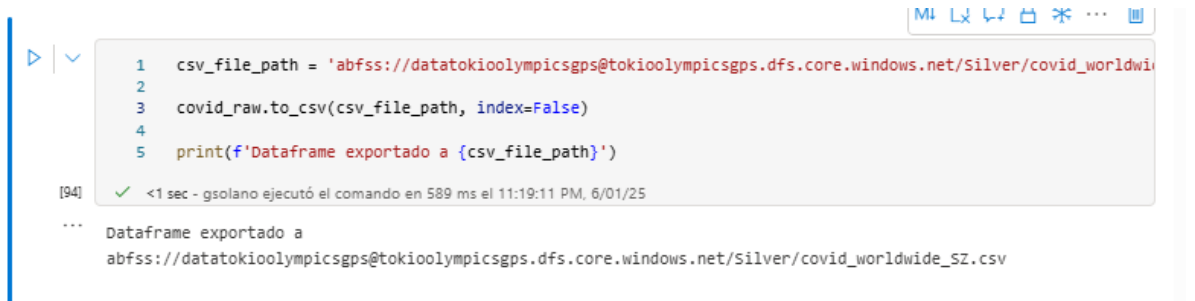 M↓
1 csv_file_path = 'abfss://datatokioolympicsgps@tokioolympicsgps.dfs.core.windows.net/Silver/covid_worldwi
2
3 covid_raw.to_csv(csv_file_path, index=False)
4
5 print(f'Dataframe exportado a {csv_file_path}')
[94] ✓ <1 sec - gsolano ejecutó el comando en 589 ms el 11:19:11 PM, 6/01/25
Dataframe exportado a
abfss://datatokioolympicsgps@tokioolympicsgps.dfs.core.windows.net/Silver/covid_worldwide_SZ.csv